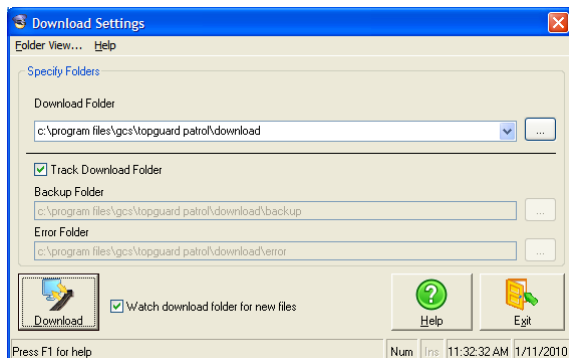 Download Settings
Folder View... Help
Specify Folders
Download Folder
c:\program files\gcs\topguard patrol\download
...
Track Download Folder
Backup Folder
c:\program files\gcs\topguard patrol\download\backup
...
Error Folder
c:\program files\gcs\topguard patrol\download\error
...
Download
Watch download folder for new files
Help
Exit
Press F1 for help Num Ins 11:32:32 AM 1/11/2010